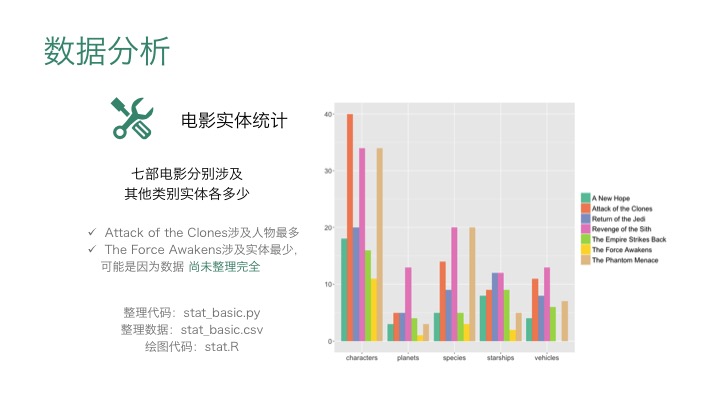 数据分析
电影实体统计
七部电影分别涉及
其他类别实体各多少
✓ Attack of the Clones涉及人物最多
✓ The Force Awakens涉及实体最少，
可能是因为数据 尚未整理完全
整理代码：stat_basic.py
整理数据：stat_basic.csv
绘图代码：stat.R
40
30
20
10
0
characters planets species starships vehicles
A New Hope
Attack of the Clones
Return of the Jedi
Revenge of the Sith
The Empire Strikes Back
The Force Awakens
The Phantom Menace